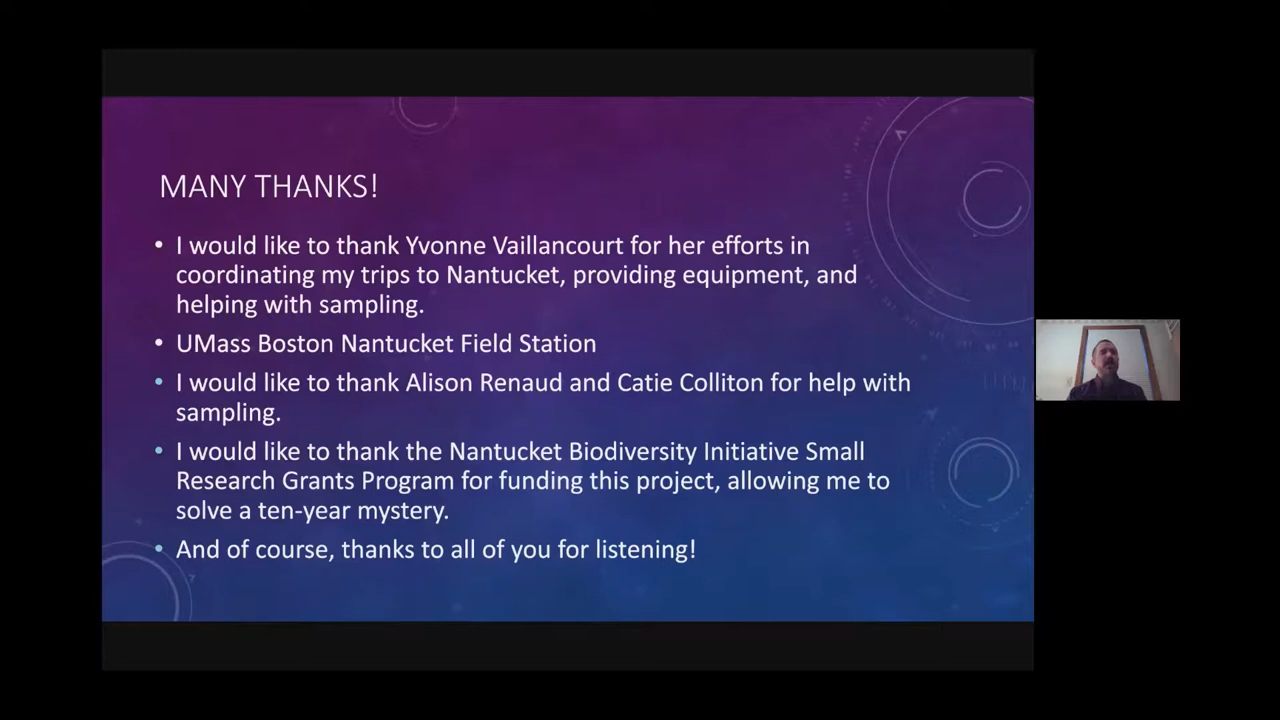 MANY THANKS!
• I would like to thank Yvonne Vaillancourt for her efforts in
coordinating my trips to Nantucket, providing equipment, and
helping with sampling.
• UMass Boston Nantucket Field Station
• I would like to thank Alison Renaud and Catie Colliton for help with
sampling.
• I would like to thank the Nantucket Biodiversity Initiative Small
Research Grants Program for funding this project, allowing me to
solve a ten-year mystery.
• And of course, thanks to all of you for listening!